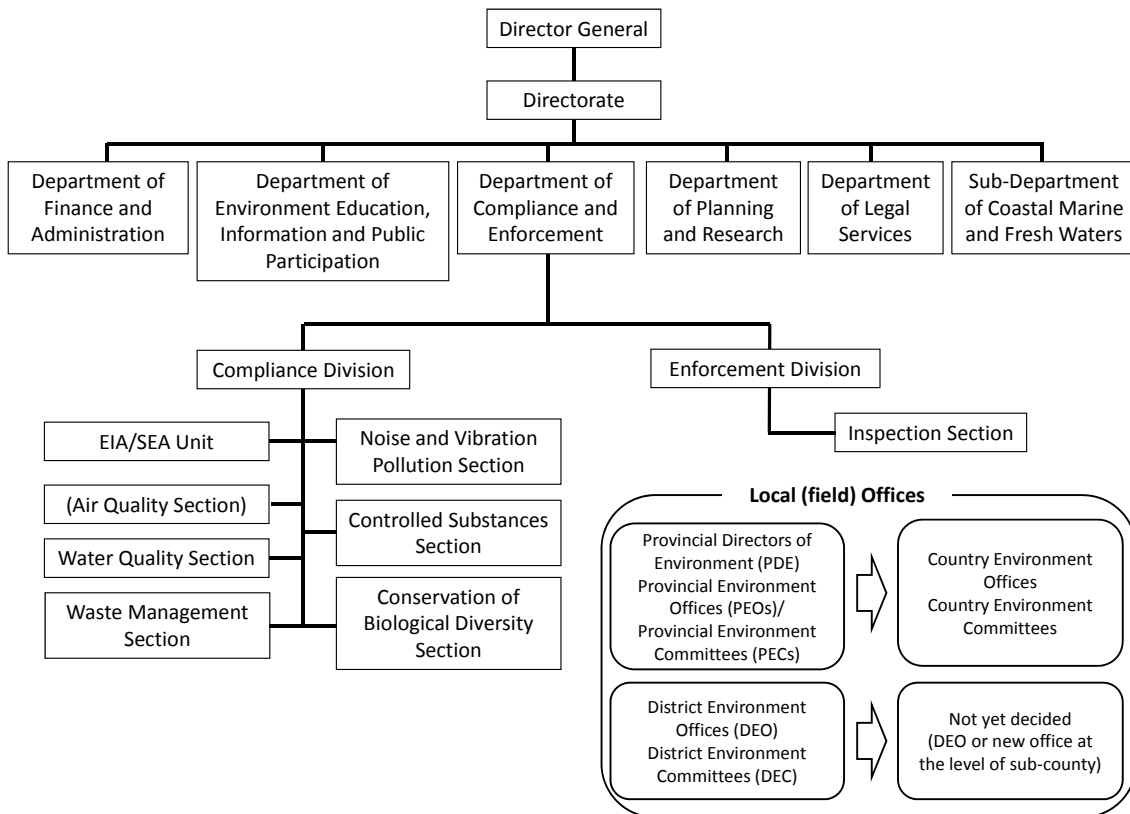 Director General
Directorate
Department of
Finance and
Administration
Department of
Environment Education,
Information and Public
Participation
Department of
Compliance and
Enforcement
Department
of Planning
and Research
Department
of Legal
Services
Sub-Department
of Coastal Marine
and Fresh Waters
Compliance Division
Enforcement Division
EIA/SEA Unit
Noise and Vibration
Pollution Section
Inspection Section
(Air Quality Section)
Controlled Substances
Section
Water Quality Section
Waste Management
Section
Conservation of
Biological Diversity
Section
Local (field) Offices
Provincial Directors of
Environment (PDE)
Provincial Environment
Offices (PEOs)/
Provincial Environment
Committees (PECs)
Country Environment
Offices
Country Environment
Committees
District Environment
Offices (DEO)
District Environment
Committees (DEC)
Not yet decided
(DEO or new office at
the level of sub-county)